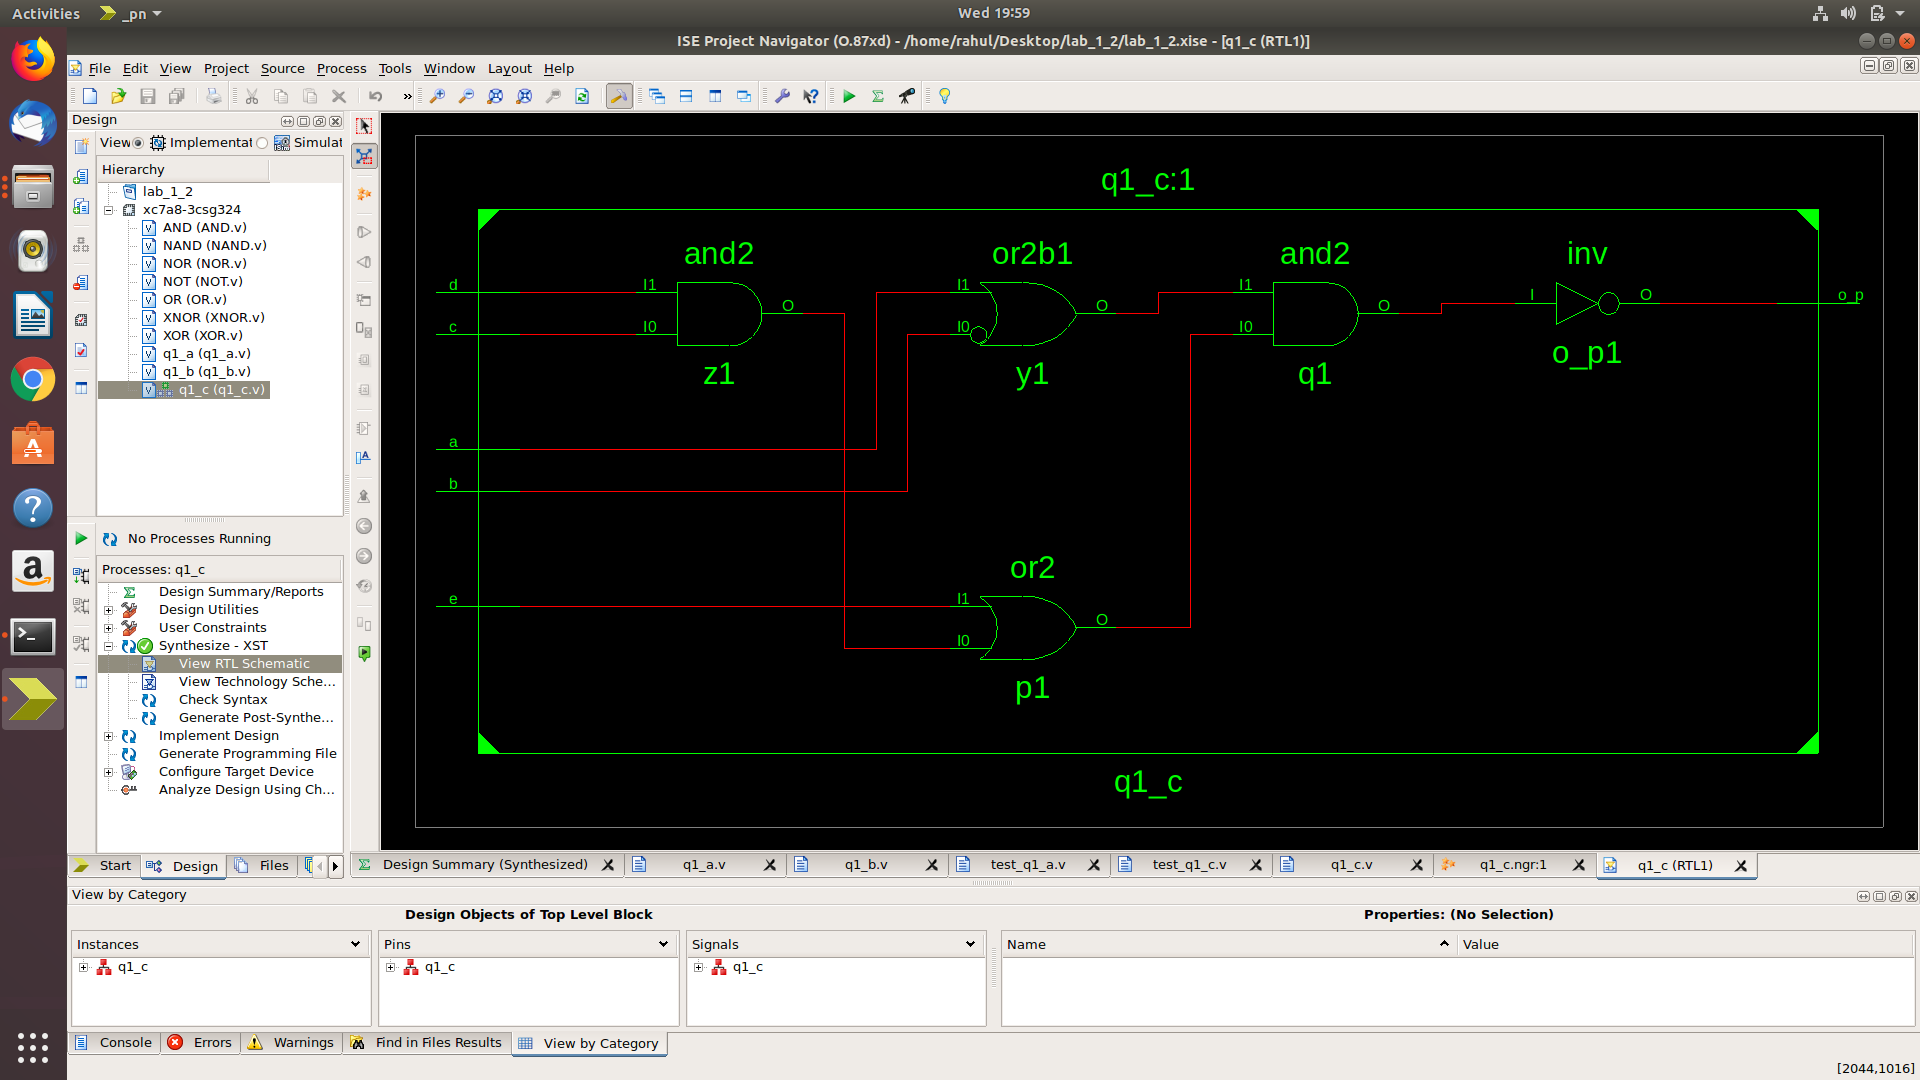 Activities
_pn
Wed 19:59
ISE Project Navigator (O.87xd) - /home/rahul/Desktop/lab_1_2/lab_1_2.xise - [q1_c (RTL1)]
File Edit View Project Source Process Tools Window Layout Help
Design
View Implementat Simulat
Hierarchy
lab_1_2
xc7a8-3csg324
AND (AND.v)
NAND (NAND.v)
NOR (NOR.v)
NOT (NOT.v)
OR (OR.v)
XNOR (XNOR.v)
XOR (XOR.v)
q1_a (q1_a.v)
q1_b (q1_b.v)
q1_c (q1_c.v)
No Processes Running
Processes: q1_c
Design Summary/Reports
Design Utilities
User Constraints
Synthesize - XST
View RTL Schematic
View Technology Sche...
Check Syntax
Generate Post-Synthe...
Implement Design
Generate Programming File
Configure Target Device
Analyze Design Using Ch...
Start Design Files
q1_c:1
and2 or2b1 and2 inv
d I1 I1 I1 I O o_p
O O O
c I0 I0 I0
z1 y1 q1 o_p1
a
b
or2
e I1
O
I0
p1
q1_c
Design Summary (Synthesized) q1_a.v q1_b.v test_q1_a.v test_q1_c.v q1_c.v q1_c.ngr:1 q1_c (RTL1)
View by Category
Design Objects of Top Level Block Properties: (No Selection)
Instances Pins Signals Name Value
q1_c q1_c q1_c
Console Errors Warnings Find in Files Results View by Category
[2044,1016]